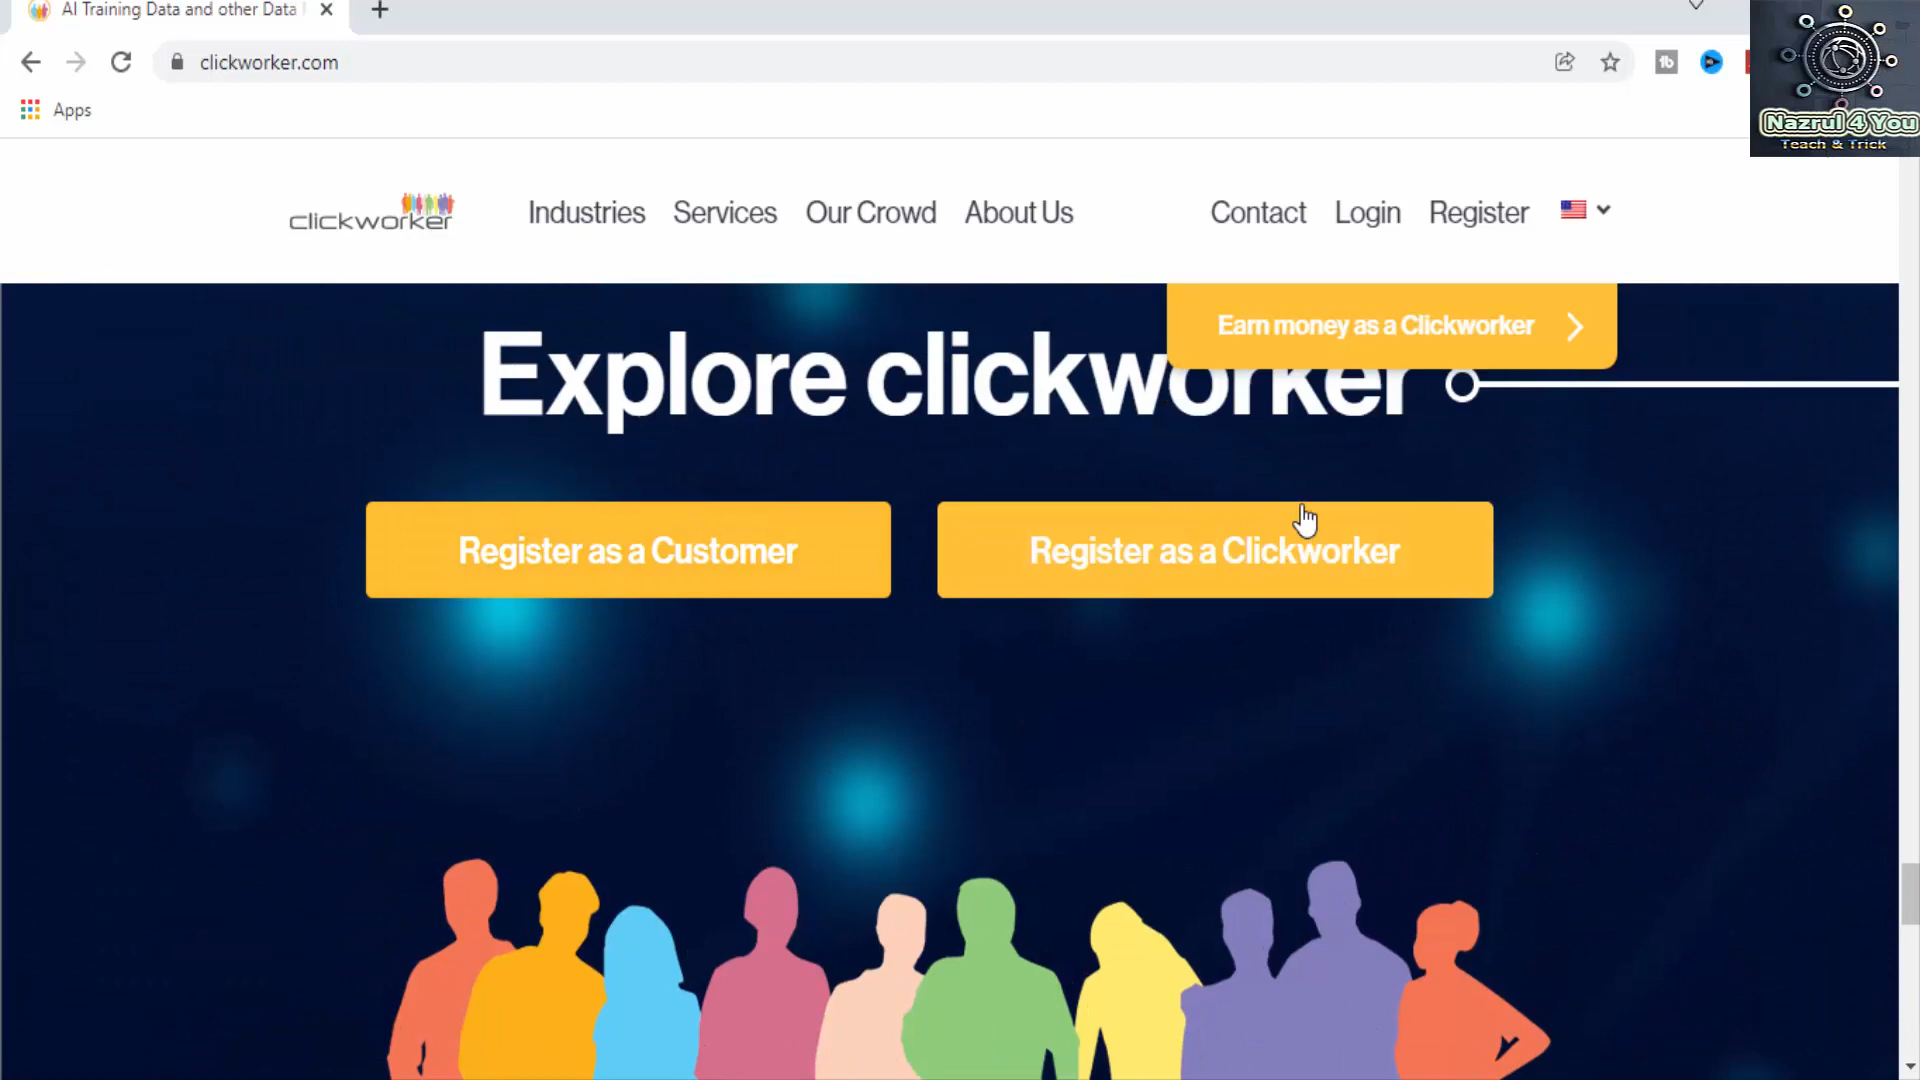 AI Training Data and other Data
clickworker.com
Apps
Nazrul 4 You
Teach & Trick
clickworker
Industries
Services
Our Crowd
About Us
Contact
Login
Register
Earn money as a Clickworker
Explore clickworker
Register as a Customer
Register as a Clickworker